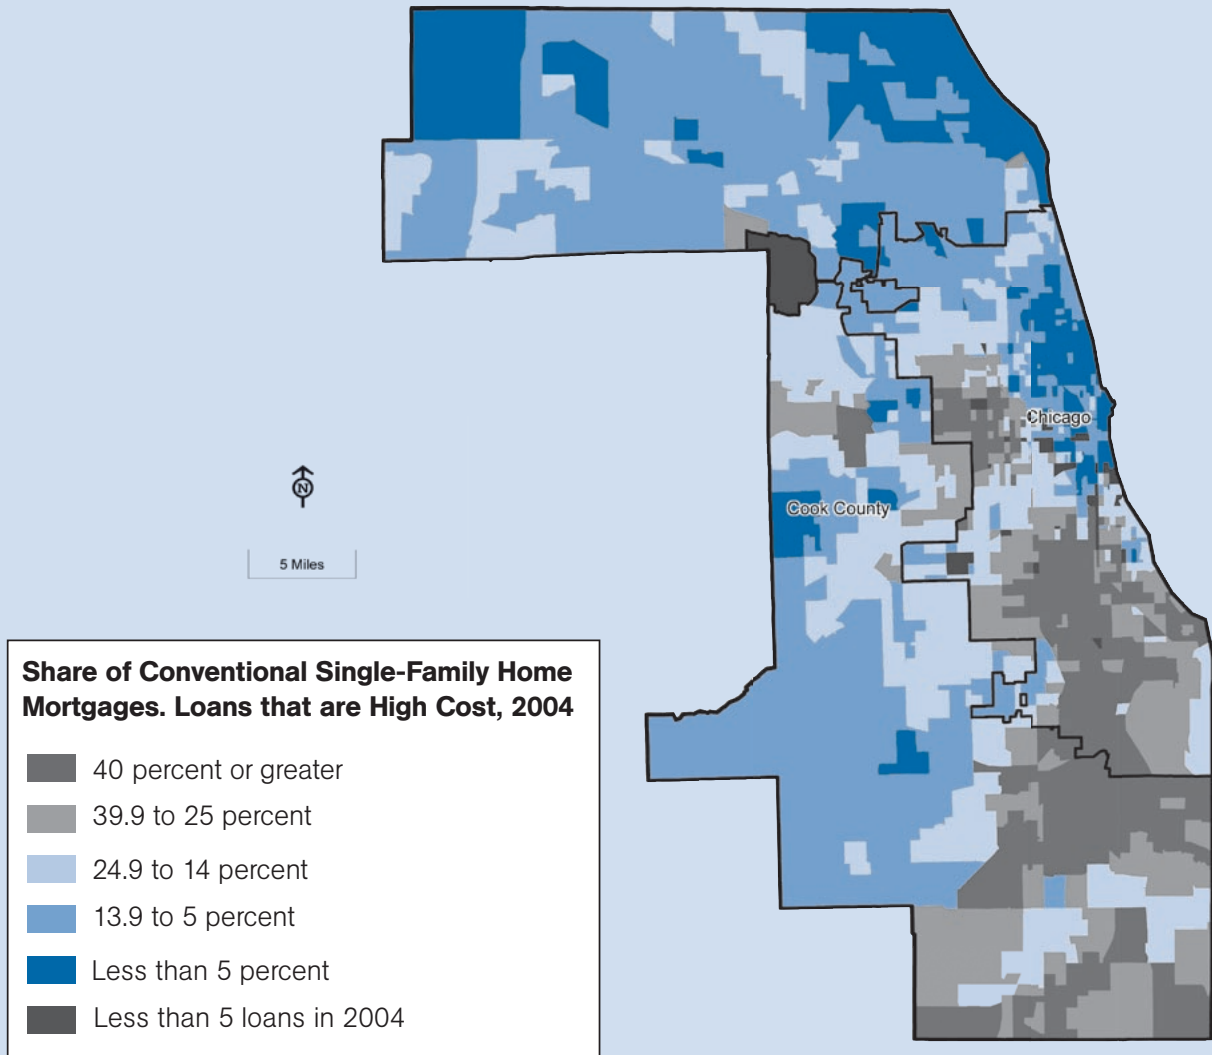 Chicago
Cook County
N
5 Miles
Share of Conventional Single-Family Home
Mortgages. Loans that are High Cost, 2004
40 percent or greater
39.9 to 25 percent
24.9 to 14 percent
13.9 to 5 percent
Less than 5 percent
Less than 5 loans in 2004